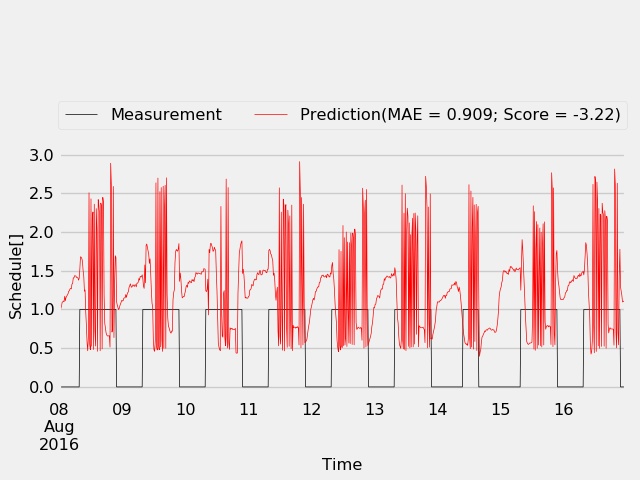 Measurement
Prediction(MAE = 0.909; Score = -3.22)
3.0
2.5
2.0
1.5
1.0
0.5
0.0
Schedule[]
08 09 10 11 12 13 14 15 16
Aug
2016
Time